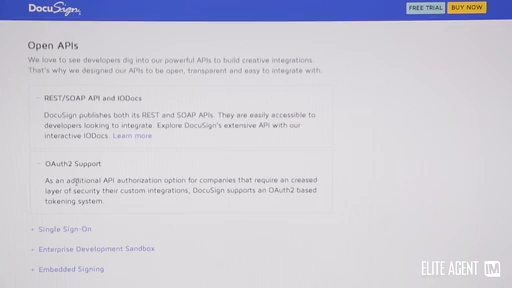 DocuSign
FREE TRIAL
BUY NOW
Open APIs
We love to see developers dig into our powerful APIs to build creative integrations.
That's why we designed our APIs to be open, transparent and easy to integrate with.
- REST/SOAP API and IODocs
DocuSign publishes both its REST and SOAP APIs. They are easily accessible to
developers looking to integrate. Explore DocuSign's extensive API with our
interactive IODocs. Learn more
- OAuth2 Support
As an additional API authorization option for companies that require an creased
layer of security their custom integrations, DocuSign supports an OAuth2 based
tokening system.
+ Single Sign-On
+ Enterprise Development Sandbox
+ Embedded Signing
ELITE AGENT